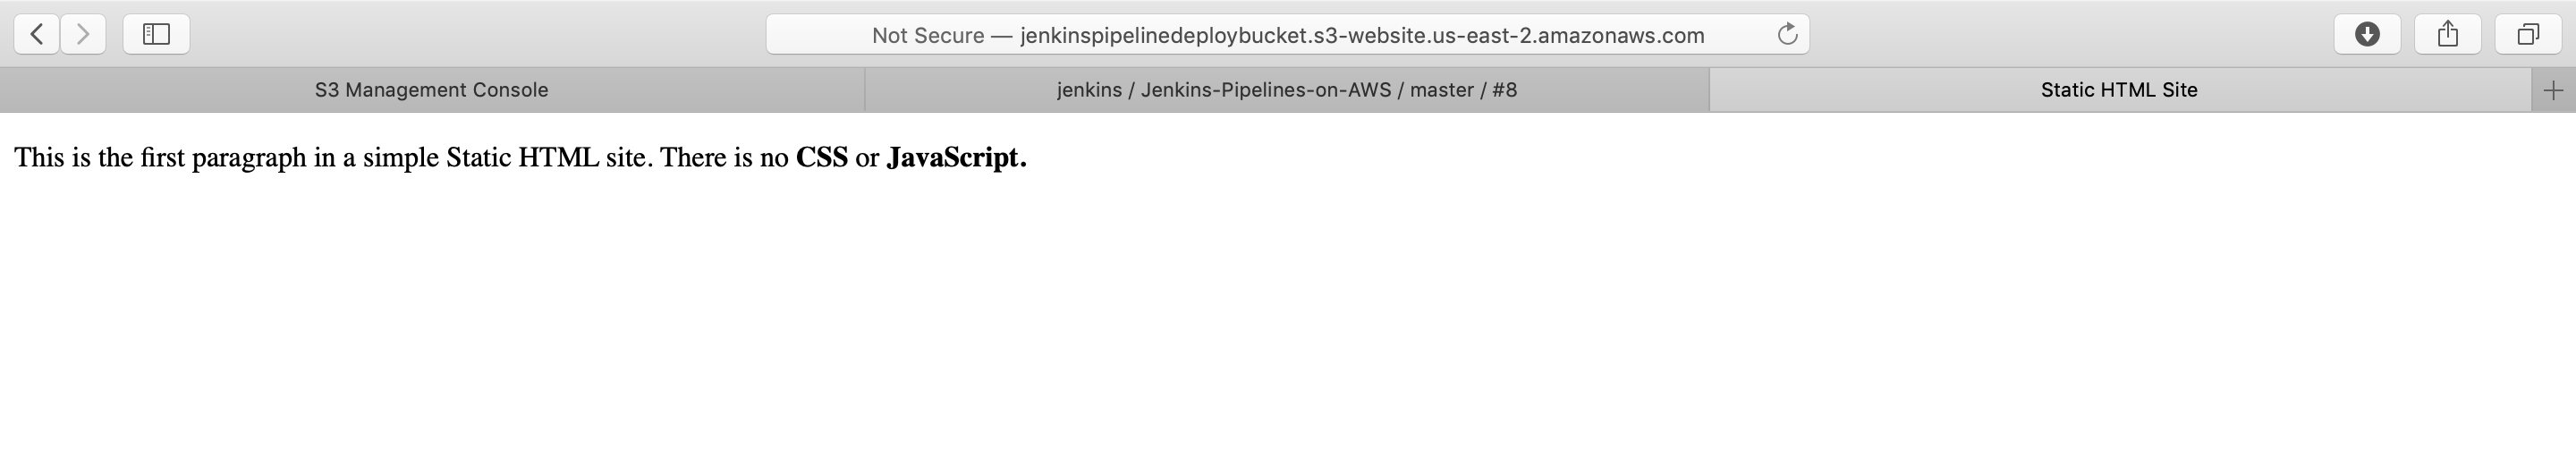 Not Secure — jenkinspipelinedeploybucket.s3-website.us-east-2.amazonaws.com
S3 Management Console
jenkins / Jenkins-Pipelines-on-AWS / master / #8
Static HTML Site
This is the first paragraph in a simple Static HTML site. There is no CSS or JavaScript.